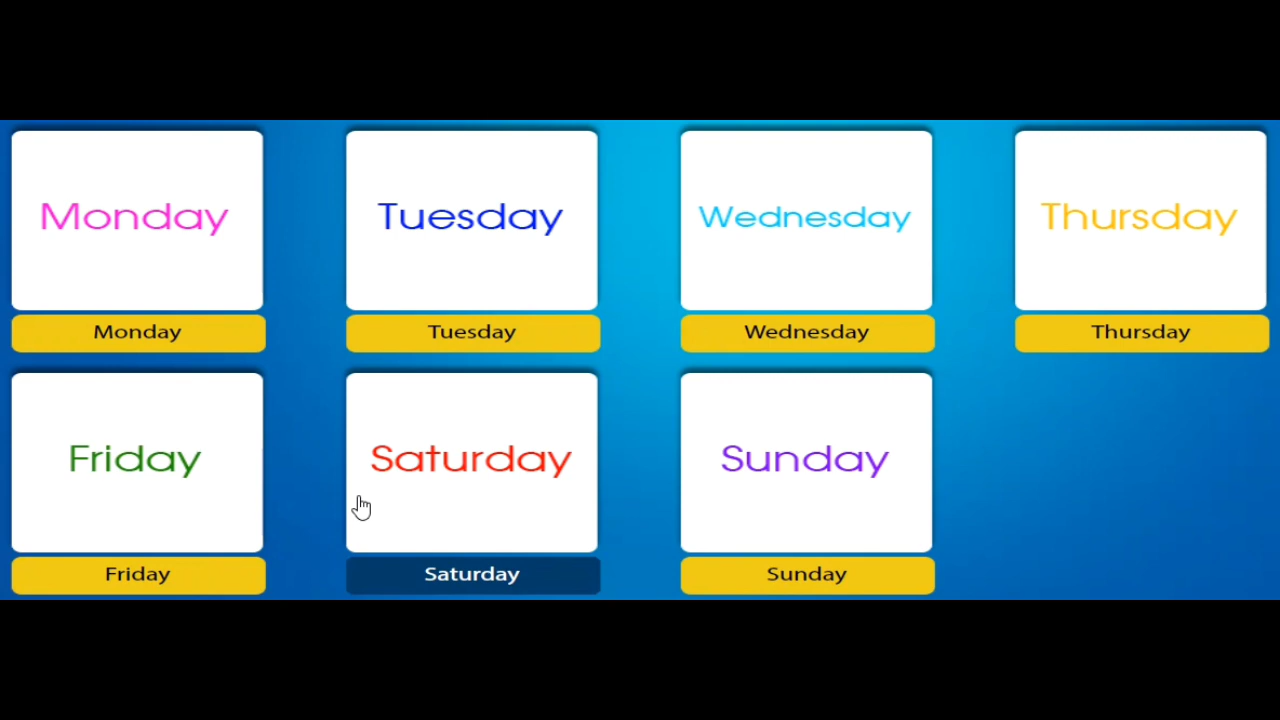 Monday
Tuesday
Wednesday
Thursday
Monday
Tuesday
Wednesday
Thursday
Friday
Saturday
Sunday
Friday
Saturday
Sunday